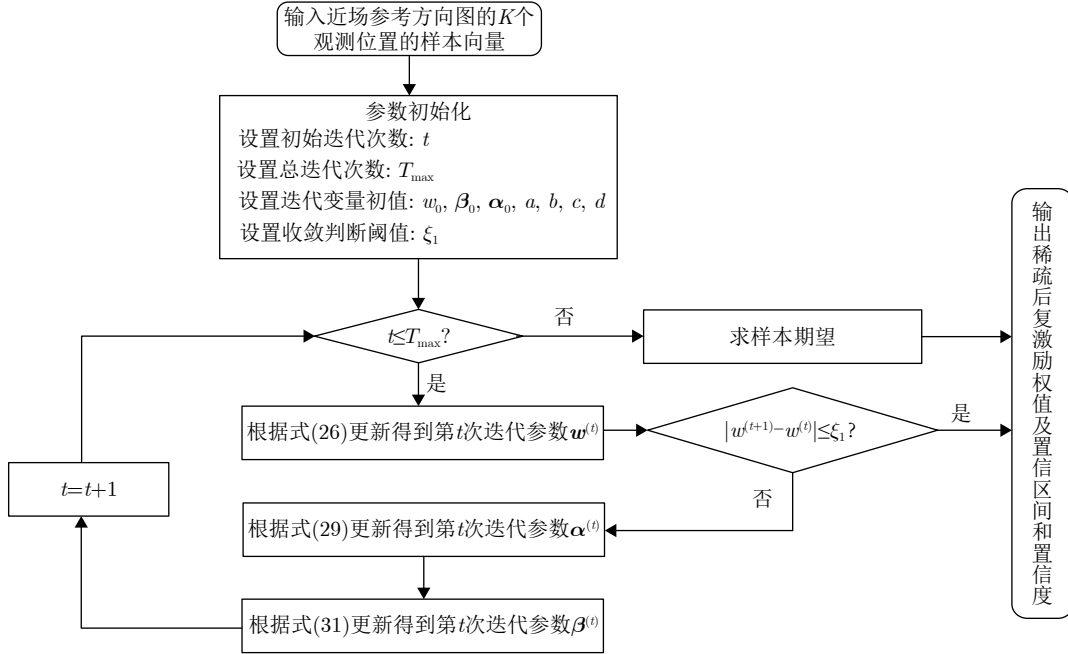 输入近场参考方向图的K个
观测位置的样本向量
参数初始化
设置初始迭代次数: t
设置总迭代次数: T_max
设置迭代变量初值: w₀, β₀, α₀, a, b, c, d
设置收敛判断阈值: ξ₁
t≤T_max?
否
求样本期望
是
根据式(26)更新得到第t次迭代参数w⁽ᵗ⁾
|w⁽ᵗ⁺¹⁾−w⁽ᵗ⁾|≤ξ₁?
是
否
t=t+1
根据式(29)更新得到第t次迭代参数α⁽ᵗ⁾
根据式(31)更新得到第t次迭代参数β⁽ᵗ⁾
输出稀疏后复激励权值及置信区间和置信度